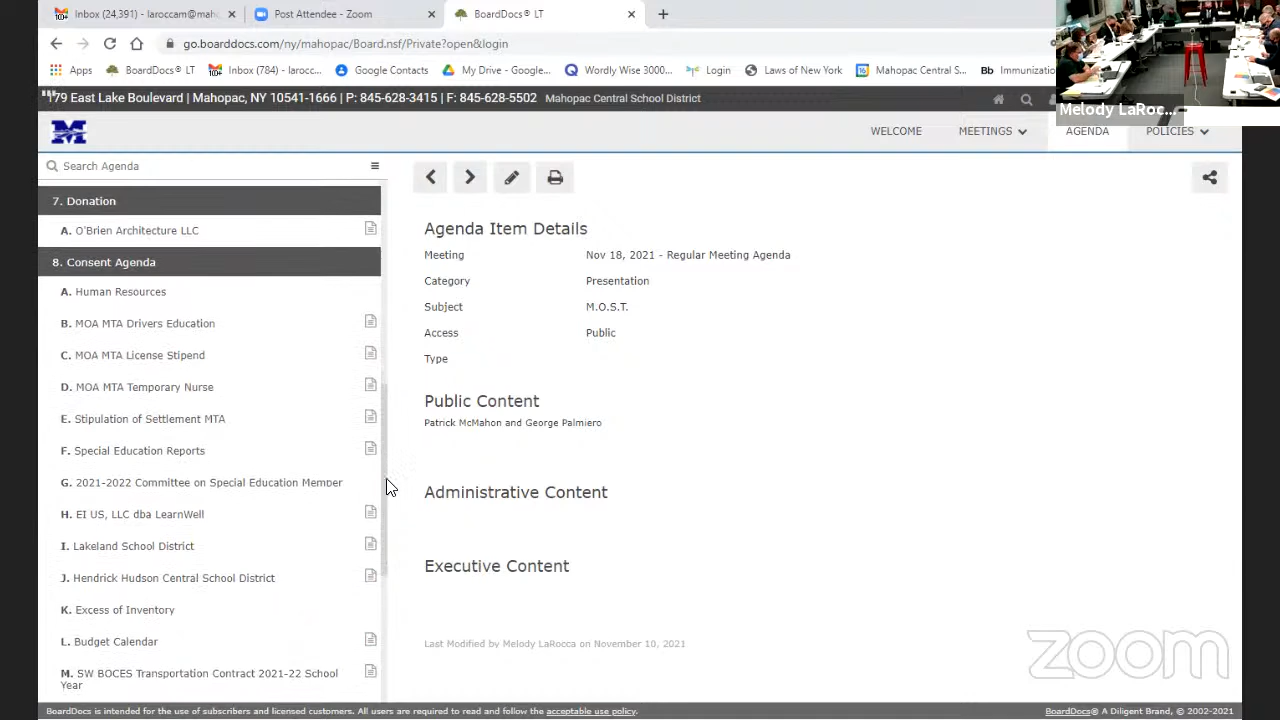 Inbox (24,391) - laroccam@mah
Post Attendee - Zoom
BoardDocs® LT
go.boarddocs.com/ny/mahopac/Board.nsf/Private?open&login
Apps
BoardDocs® LT
Inbox (784) - larocc...
Google Contacts
My Drive - Google...
Wordly Wise 3000...
Login
Laws of New York
Mahopac Central S...
Bb Immunizatio
179 East Lake Boulevard | Mahopac, NY 10541-1666 | P: 845-628-3415 | F: 845-628-5502 Mahopac Central School District
Melody LaRoc...
M
WELCOME
MEETINGS
AGENDA
POLICIES
Search Agenda
7. Donation
A. O'Brien Architecture LLC
8. Consent Agenda
A. Human Resources
B. MOA MTA Drivers Education
C. MOA MTA License Stipend
D. MOA MTA Temporary Nurse
E. Stipulation of Settlement MTA
F. Special Education Reports
G. 2021-2022 Committee on Special Education Member
H. EI US, LLC dba LearnWell
I. Lakeland School District
J. Hendrick Hudson Central School District
K. Excess of Inventory
L. Budget Calendar
M. SW BOCES Transportation Contract 2021-22 School
Year
Agenda Item Details
Meeting Nov 18, 2021 - Regular Meeting Agenda
Category Presentation
Subject M.O.S.T.
Access Public
Type
Public Content
Patrick McMahon and George Palmiero
Administrative Content
Executive Content
Last Modified by Melody LaRocca on November 10, 2021
zoom
BoardDocs is intended for the use of subscribers and licensed customers. All users are required to read and follow the acceptable use policy.
BoardDocs® A Diligent Brand, © 2002-2021